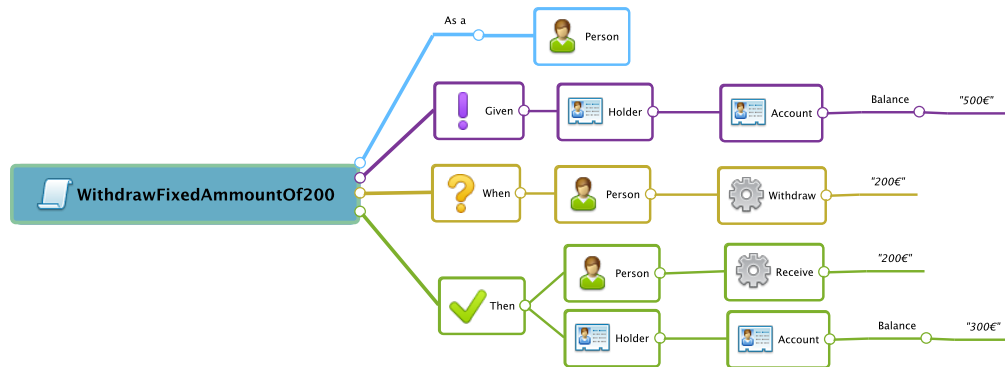 As a
Person
Given
Holder
Account
Balance
"500€"
WithdrawFixedAmmountOf200
When
Person
Withdraw
"200€"
Then
Person
Receive
"200€"
Holder
Account
Balance
"300€"